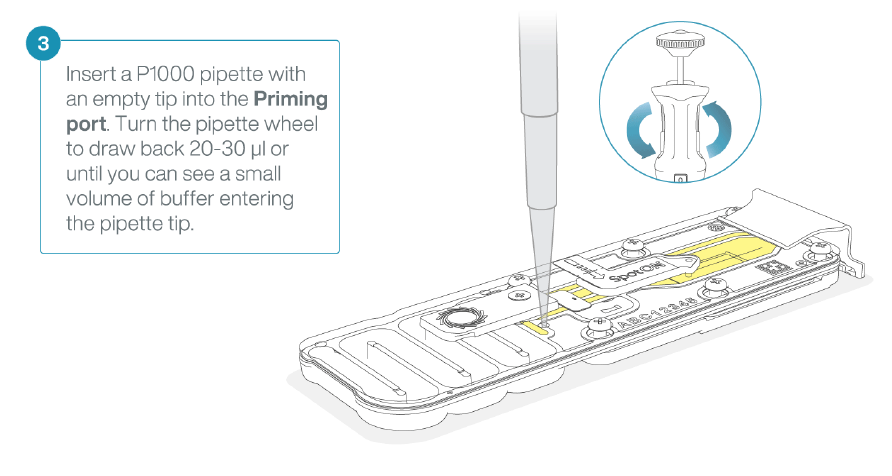 3
Insert a P1000 pipette with
an empty tip into the Priming
port. Turn the pipette wheel
to draw back 20-30 µl or
until you can see a small
volume of buffer entering
the pipette tip.
SpotON
ABC12345